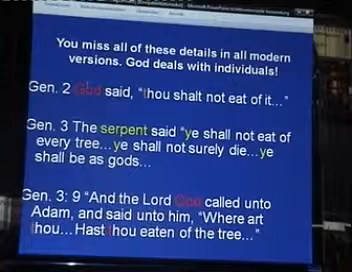 You miss all of these details in all modern
versions. God deals with individuals!
Gen. 2 God said, "thou shalt not eat of it..."
Gen. 3 The serpent said "ye shall not eat of
every tree...ye shall not surely die...ye
shall be as gods...
Gen. 3: 9 "And the Lord God called unto
Adam, and said unto him, "Where art
thou... Hast thou eaten of the tree..."